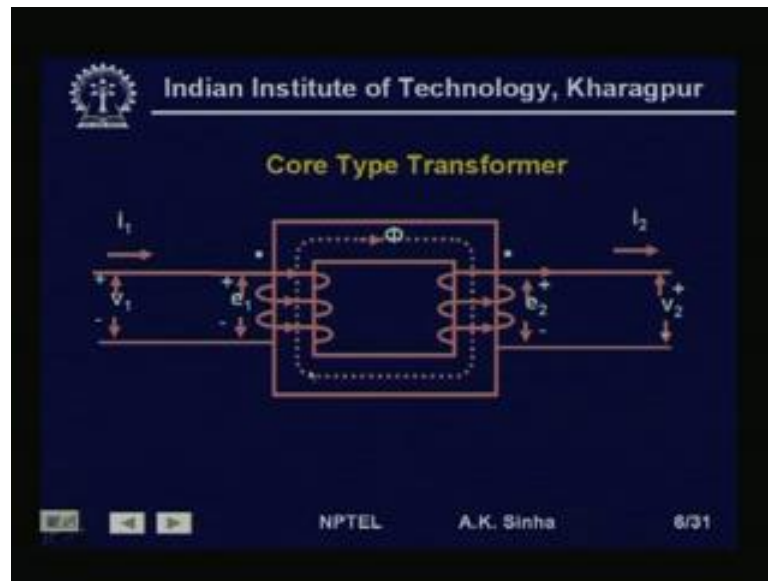 Indian Institute of Technology, Kharagpur
Core Type Transformer
i₁ i₂
Φ
+ + + +
v₁ e₁ e₂ v₂
- - - -
NPTEL A.K. Sinha 6/31